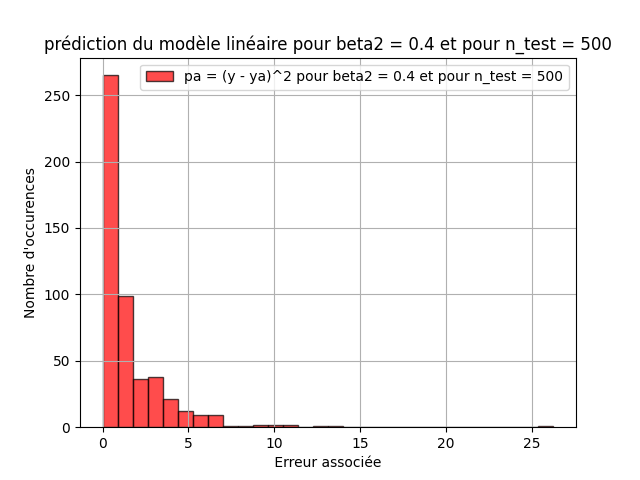 prédiction du modèle linéaire pour beta2 = 0.4 et pour n_test = 500
pa = (y - ya)^2 pour beta2 = 0.4 et pour n_test = 500
250
200
150
100
50
0
Nombre d'occurences
0 5 10 15 20 25
Erreur associée